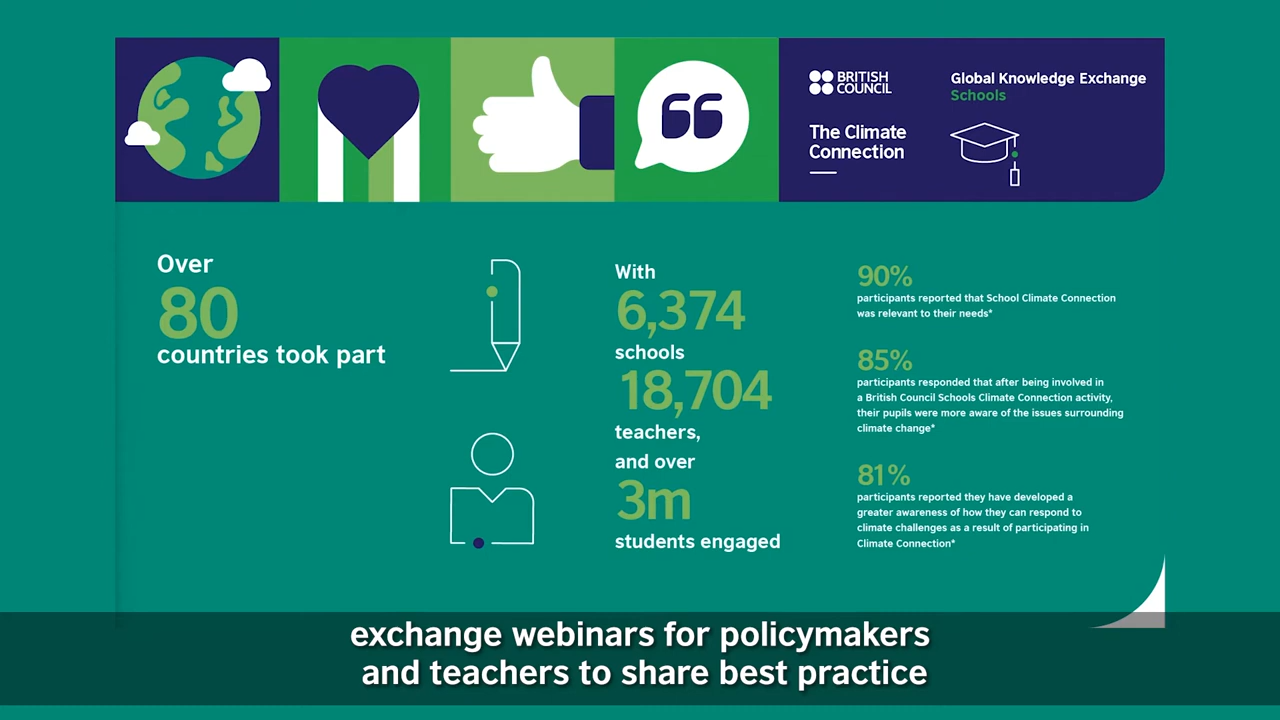 BRITISH
COUNCIL
Global Knowledge Exchange
Schools
The Climate
Connection
Over
80
countries took part
With
6,374
schools
18,704
teachers,
and over
3m
students engaged
90%
participants reported that School Climate Connection
was relevant to their needs*
85%
participants responded that after being involved in
a British Council Schools Climate Connection activity,
their pupils were more aware of the issues surrounding
climate change*
81%
participants reported they have developed a
greater awareness of how they can respond to
climate challenges as a result of participating in
Climate Connection*
exchange webinars for policymakers
and teachers to share best practice